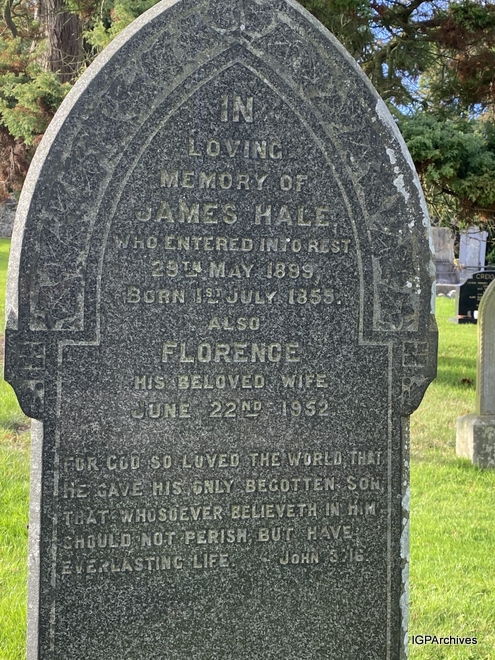 IN
LOVING
MEMORY OF
JAMES HALE,
WHO ENTERED INTO REST
29TH MAY 1899,
BORN 1ST JULY 1855.
ALSO
FLORENCE
HIS BELOVED WIFE
JUNE 22ND 1952
FOR GOD SO LOVED THE WORLD, THAT
HE GAVE HIS ONLY BEGOTTEN SON,
THAT WHOSOEVER BELIEVETH IN HIM
SHOULD NOT PERISH, BUT HAVE
EVERLASTING LIFE. – JOHN 3.16.
IGPArchives